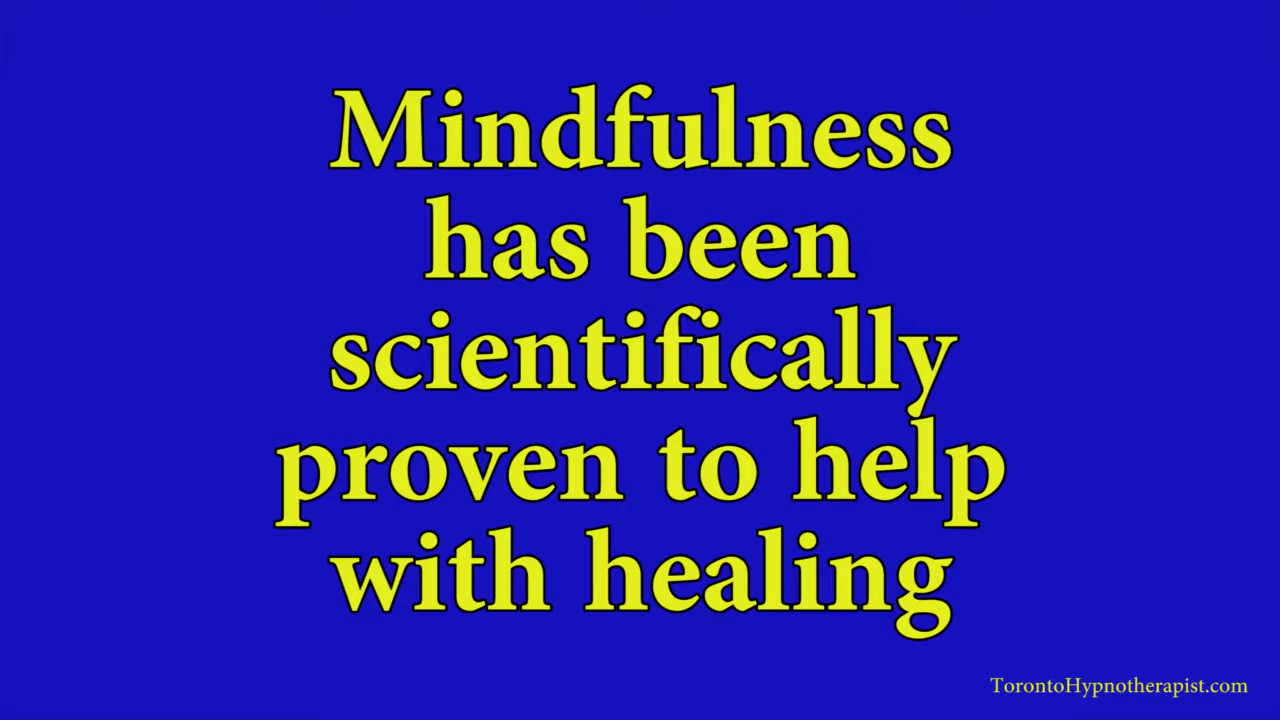 Mindfulness
has been
scientifically
proven to help
with healing
TorontoHypnotherapist.com